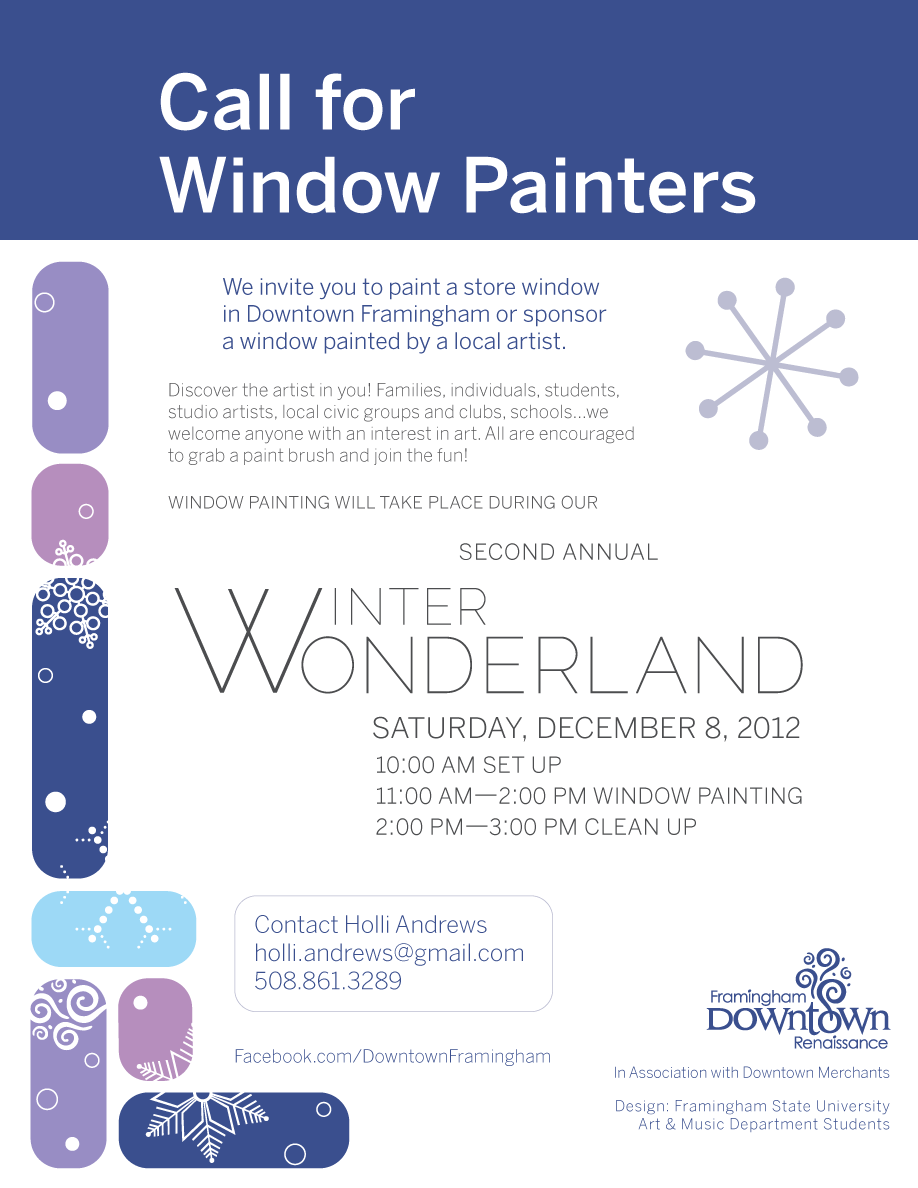 Call for
Window Painters
We invite you to paint a store window
in Downtown Framingham or sponsor
a window painted by a local artist.
Discover the artist in you! Families, individuals, students,
studio artists, local civic groups and clubs, schools...we
welcome anyone with an interest in art. All are encouraged
to grab a paint brush and join the fun!
WINDOW PAINTING WILL TAKE PLACE DURING OUR
SECOND ANNUAL
WINTER
WONDERLAND
SATURDAY, DECEMBER 8, 2012
10:00 AM SET UP
11:00 AM—2:00 PM WINDOW PAINTING
2:00 PM—3:00 PM CLEAN UP
Contact Holli Andrews
holli.andrews@gmail.com
508.861.3289
Facebook.com/DowntownFramingham
Framingham
Downtown
Renaissance
In Association with Downtown Merchants
Design: Framingham State University
Art & Music Department Students